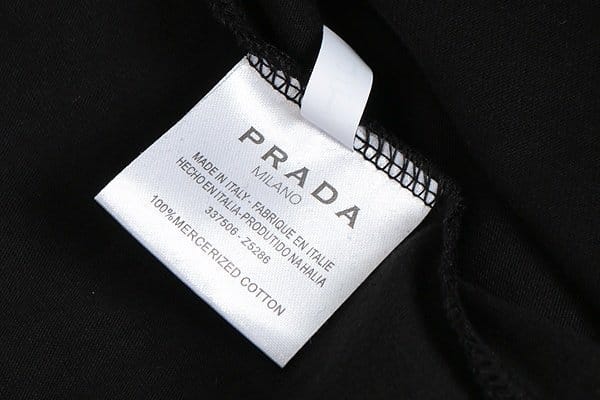 PRADA
MILANO
MADE IN ITALY- FABRIQUE EN ITALIE
HECHO EN ITALIA-PRODUTIDO NA HALIA
337506 - Z5286
100%MERCERIZED COTTON